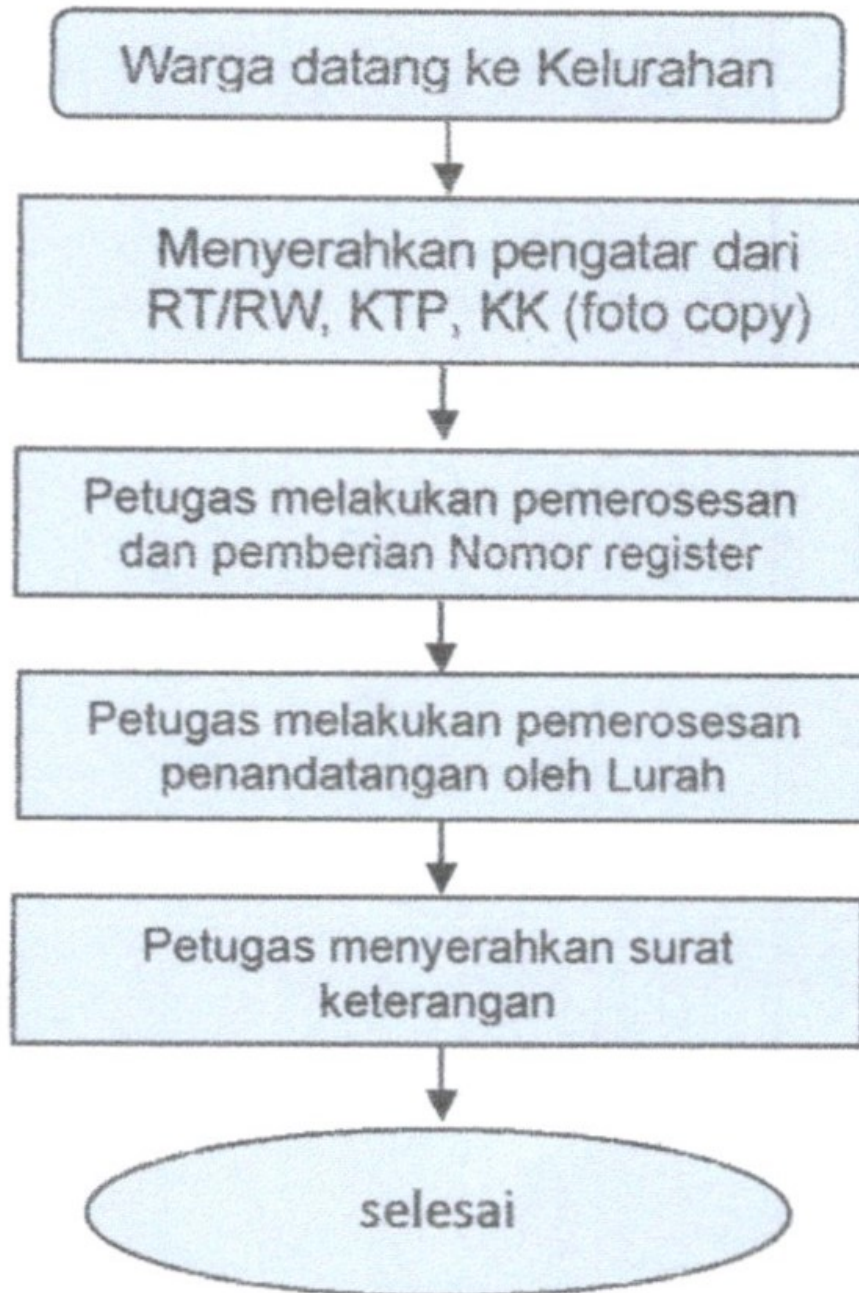 Warga datang ke Kelurahan
Menyerahkan pengatar dari
RT/RW, KTP, KK (foto copy)
Petugas melakukan pemerosesan
dan pemberian Nomor register
Petugas melakukan pemerosesan
penandatangan oleh Lurah
Petugas menyerahkan surat
keterangan
selesai